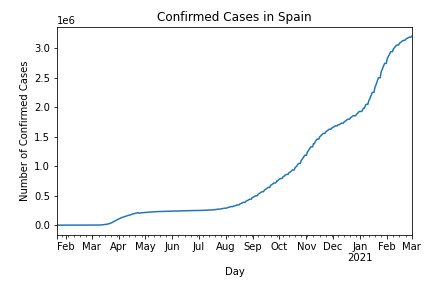 Confirmed Cases in Spain
1e6
3.0
2.5
2.0
1.5
1.0
0.5
0.0
Number of Confirmed Cases
Feb Mar Apr May Jun Jul Aug Sep Oct Nov Dec Jan Feb Mar
2021
Day